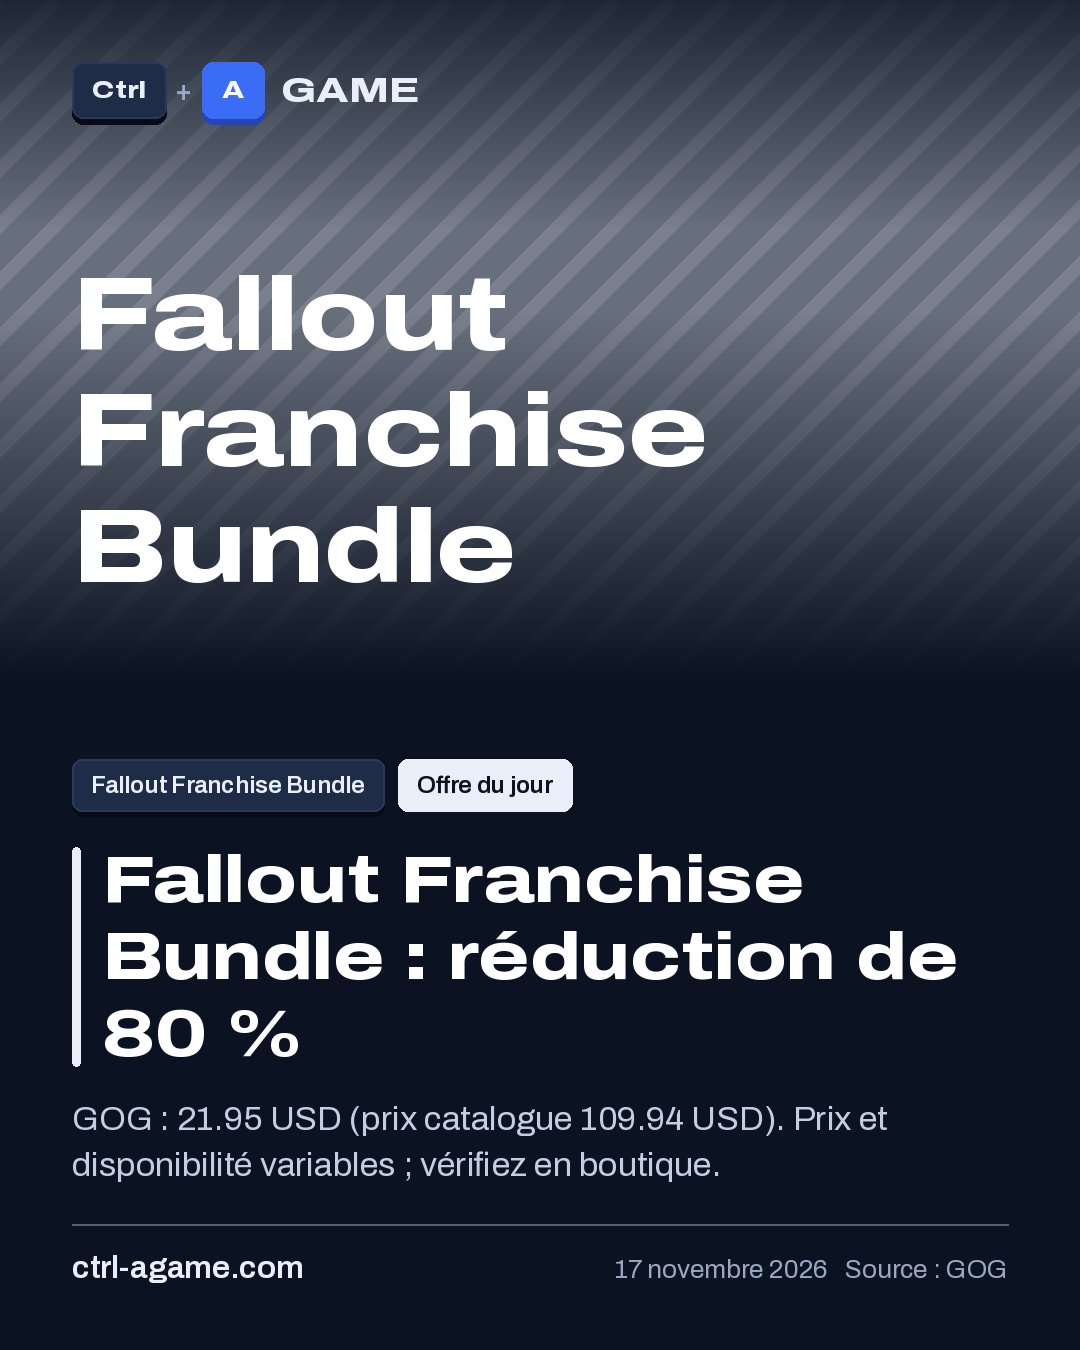 Ctrl + A GAME
Fallout
Franchise
Bundle
Fallout Franchise Bundle
Offre du jour
Fallout Franchise
Bundle : réduction de
80 %
GOG : 21.95 USD (prix catalogue 109.94 USD). Prix et
disponibilité variables ; vérifiez en boutique.
ctrl-agame.com
17 novembre 2026 Source : GOG